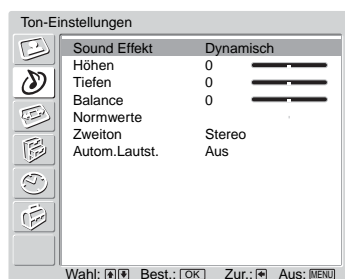 Ton-Einstellungen
Sound Effekt Dynamisch
Höhen 0
Tiefen 0
Balance 0
Normwerte
Zweiton Stereo
Autom.Lautst. Aus
Wahl: Best.: OK Zur.: Aus: MENU